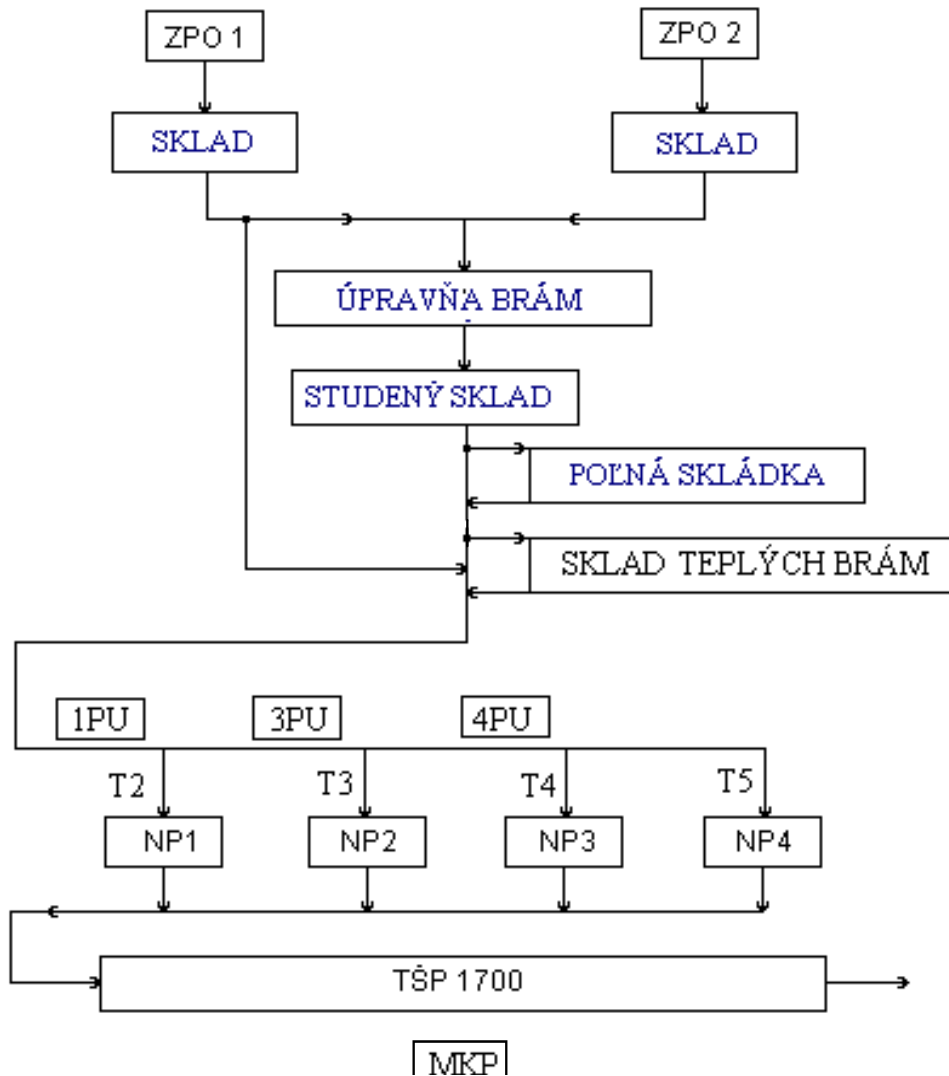 ZPO 1
ZPO 2
SKLAD
SKLAD
ÚPRAVŇA BRÁM
STUDENÝ SKLAD
POĽNÁ SKLÁDKA
SKLAD TEPLÝCH BRÁM
1PU
3PU
4PU
T2
T3
T4
T5
NP1
NP2
NP3
NP4
TŠP 1700
MKP